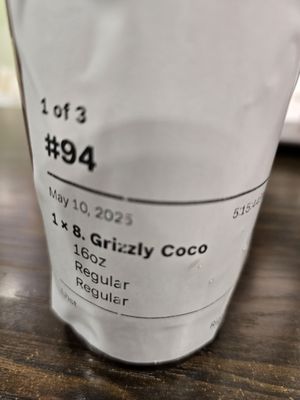 1 of 3
#94
May 10, 2025
1 x 8. Grizzly Coco
16oz
Regular
Regular